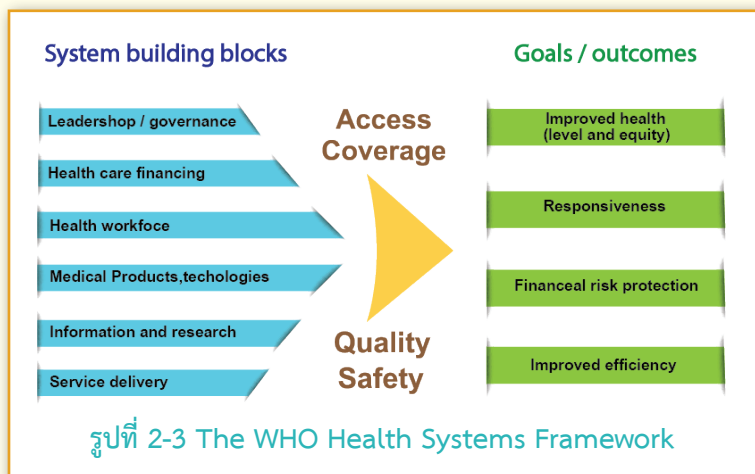 System building blocks
Leadershop / governance
Health care financing
Health workfoce
Medical Products,techologies
Information and research
Service delivery
Access
Coverage
Quality
Safety
Goals / outcomes
Improved health
(level and equity)
Responsiveness
Financeal risk protection
Improved efficiency
รูปที่ 2-3 The WHO Health Systems Framework